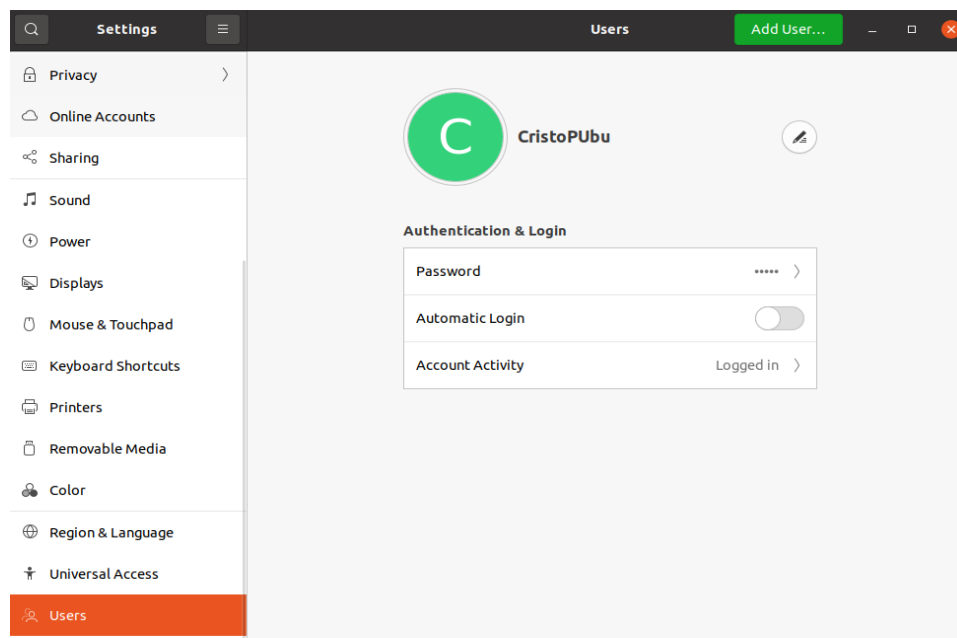 Settings
Users
Add User...
Privacy
Online Accounts
Sharing
Sound
Power
Displays
Mouse & Touchpad
Keyboard Shortcuts
Printers
Removable Media
Color
Region & Language
Universal Access
Users
C
CristoPUbu
Authentication & Login
Password •••••
Automatic Login
Account Activity Logged in